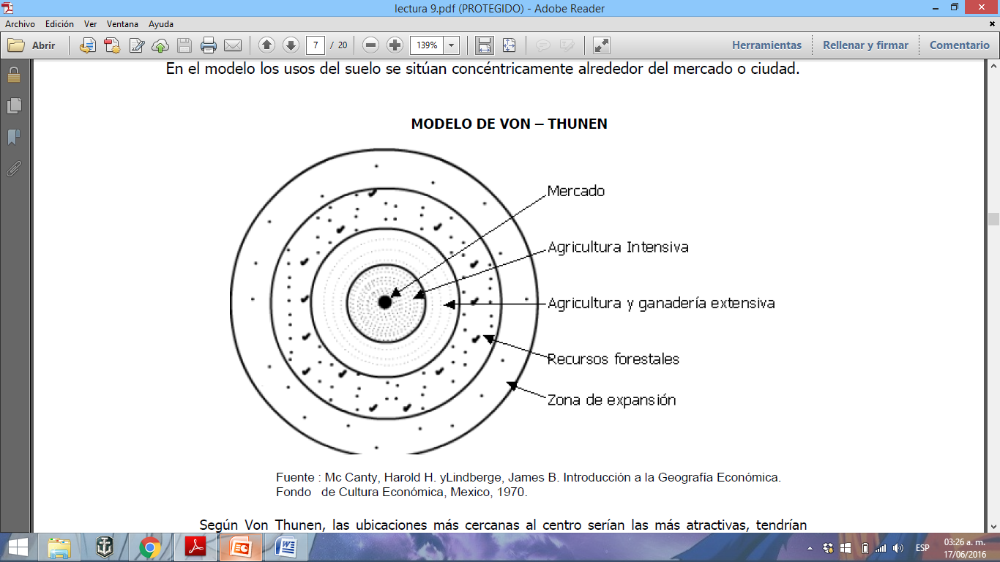 lectura 9.pdf (PROTEGIDO) - Adobe Reader
Archivo Edición Ver Ventana Ayuda
Abrir 7 / 20 139% Herramientas Rellenar y firmar Comentario
En el modelo los usos del suelo se sitúan concéntricamente alrededor del mercado o ciudad.
MODELO DE VON – THUNEN
Mercado
Agricultura Intensiva
Agricultura y ganadería extensiva
Recursos forestales
Zona de expansión
Fuente : Mc Canty, Harold H. yLindberge, James B. Introducción a la Geografía Económica.
Fondo de Cultura Económica, Mexico, 1970.
Según Von Thunen, las ubicaciones más cercanas al centro serían las más atractivas, tendrían
ESP
03:26 a. m.
17/06/2016